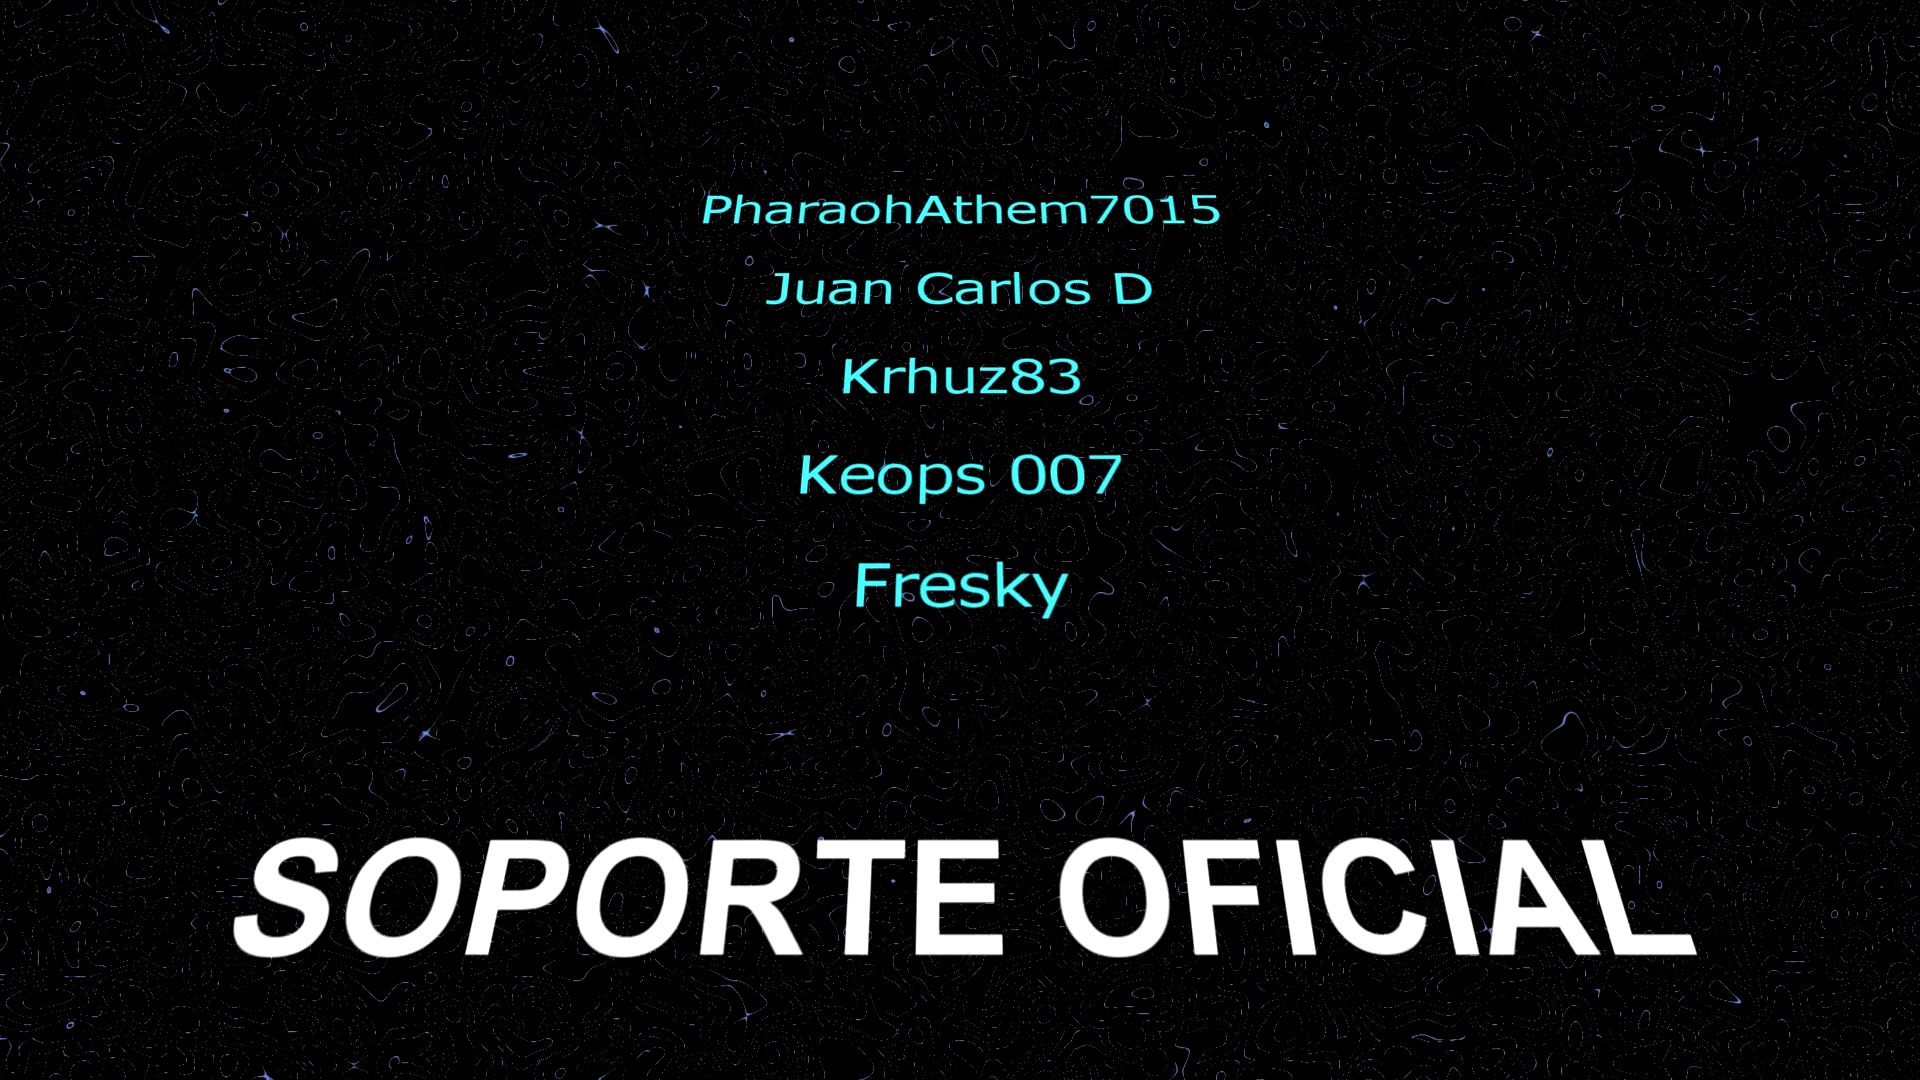 PharaohAthem7015
Juan Carlos D
Krhuz83
Keops 007
Fresky
SOPORTE OFICIAL